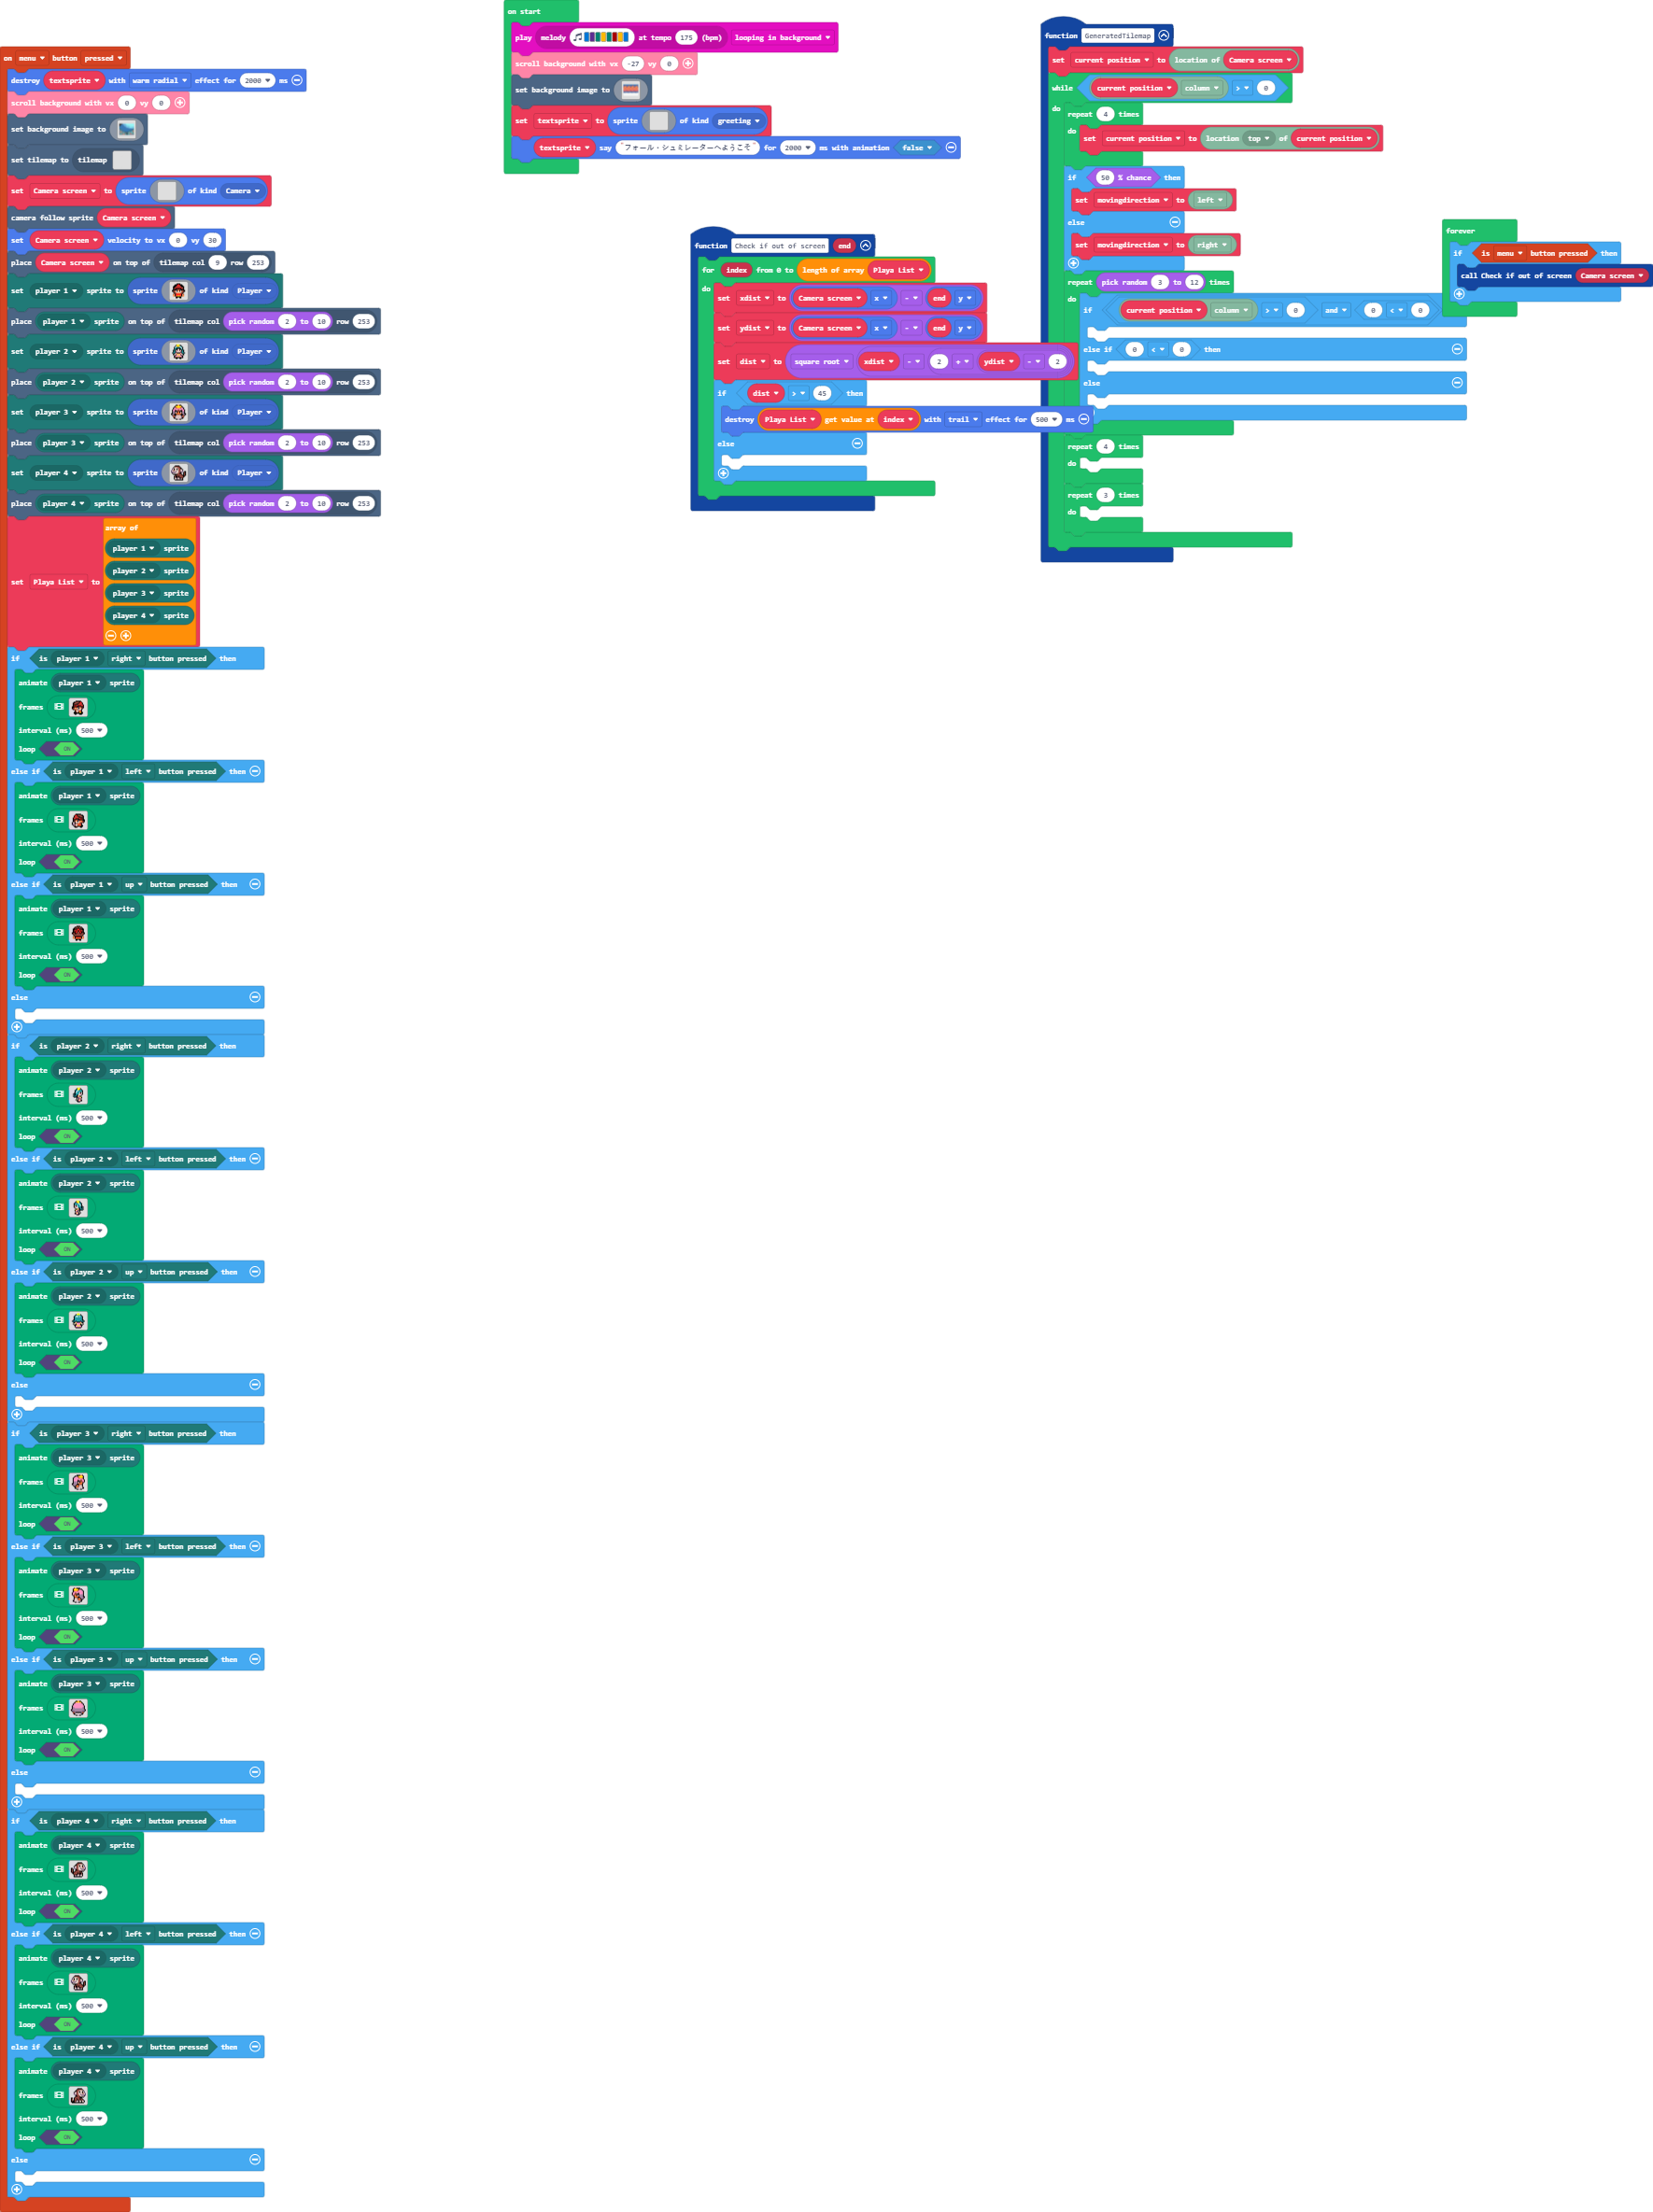 on start
play melody at tempo 175 (bpm) looping in background
scroll background with vx -27 vy 0
set background image to
set textsprite to sprite of kind greeting
textsprite say "フォール・シュミレーターへようこそ" for 2000 ms with animation false
on menu button pressed
destroy textsprite with warm radial effect for 2000 ms
scroll background with vx 0 vy 0
set background image to
set tilemap to tilemap
set Camera screen to sprite of kind Camera
camera follow sprite Camera screen
set Camera screen velocity to vx 0 vy 30
place Camera screen on top of tilemap col 9 row 253
set player 1 sprite to sprite of kind Player
place player 1 sprite on top of tilemap col pick random 2 to 10 row 253
set player 2 sprite to sprite of kind Player
place player 2 sprite on top of tilemap col pick random 2 to 10 row 253
set player 3 sprite to sprite of kind Player
place player 3 sprite on top of tilemap col pick random 2 to 10 row 253
set player 4 sprite to sprite of kind Player
place player 4 sprite on top of tilemap col pick random 2 to 10 row 253
set Playa List to array of
player 1 sprite
player 2 sprite
player 3 sprite
player 4 sprite
if is player 1 right button pressed then
animate player 1 sprite
frames
interval (ms) 500
loop ON
else if is player 1 left button pressed then
animate player 1 sprite
frames
interval (ms) 500
loop ON
else if is player 1 up button pressed then
animate player 1 sprite
frames
interval (ms) 500
loop ON
else
if is player 2 right button pressed then
animate player 2 sprite
frames
interval (ms) 500
loop ON
else if is player 2 left button pressed then
animate player 2 sprite
frames
interval (ms) 500
loop ON
else if is player 2 up button pressed then
animate player 2 sprite
frames
interval (ms) 500
loop ON
else
if is player 3 right button pressed then
animate player 3 sprite
frames
interval (ms) 500
loop ON
else if is player 3 left button pressed then
animate player 3 sprite
frames
interval (ms) 500
loop ON
else if is player 3 up button pressed then
animate player 3 sprite
frames
interval (ms) 500
loop ON
else
if is player 4 right button pressed then
animate player 4 sprite
frames
interval (ms) 500
loop ON
else if is player 4 left button pressed then
animate player 4 sprite
frames
interval (ms) 500
loop ON
else if is player 4 up button pressed then
animate player 4 sprite
frames
interval (ms) 500
loop ON
else
function Check if out of screen end
for index from 0 to length of array Playa List
do
set xdist to Camera screen x - end y
set ydist to Camera screen x - end y
set dist to square root xdist - 2 + ydist - 2
if dist > 45 then
destroy Playa List get value at index with trail effect for 500 ms
else
function GeneratedTilemap
set current position to location of Camera screen
while current position column > 0
do
repeat 4 times
do set current position to location top of current position
if 50 % chance then
set movingdirection to left
else
set movingdirection to right
repeat pick random 3 to 12 times
do
if current position column > 0 and 0 < 0
else if 0 < 0 then
else
repeat 4 times
do
repeat 3 times
do
forever
if is menu button pressed then
call Check if out of screen Camera screen